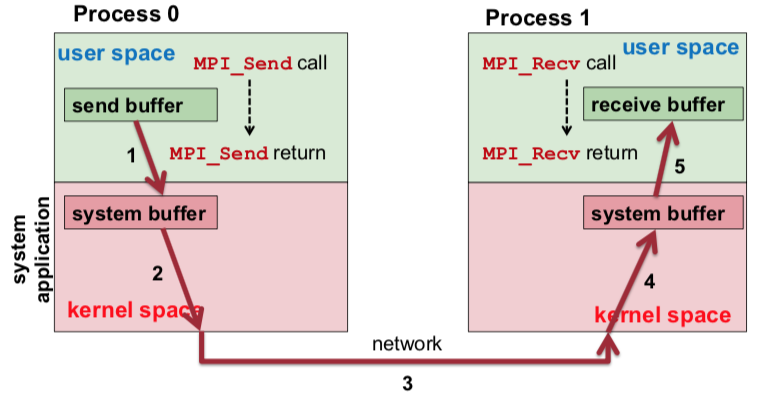 Process 0
Process 1
user space
MPI_Send call
send buffer
1
MPI_Send return
system buffer
2
kernel space
system
application
user space
MPI_Recv call
receive buffer
MPI_Recv return
5
system buffer
4
kernel space
network
3